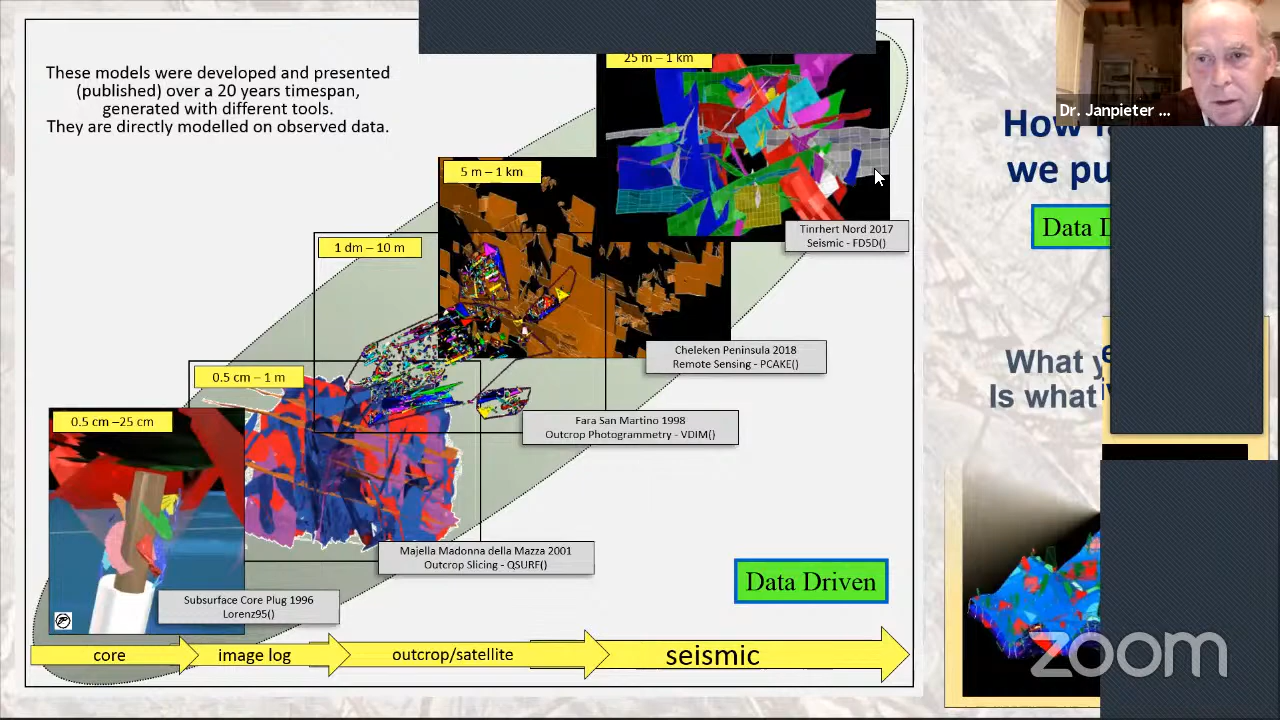 These models were developed and presented
(published) over a 20 years timespan,
generated with different tools.
They are directly modelled on observed data.
25 m – 1 km
Tinrhert Nord 2017
Seismic - FD5D()
5 m – 1 km
Cheleken Peninsula 2018
Remote Sensing - PCAKE()
1 dm – 10 m
Fara San Martino 1998
Outcrop Photogrammetry - VDIM()
0.5 cm – 1 m
Majella Madonna della Mazza 2001
Outcrop Slicing - QSURF()
0.5 cm –25 cm
Subsurface Core Plug 1996
Lorenz95()
Data Driven
core
image log
outcrop/satellite
seismic
Dr. Janpieter ...
How
we pu
Data D
What y
Is what
zoom